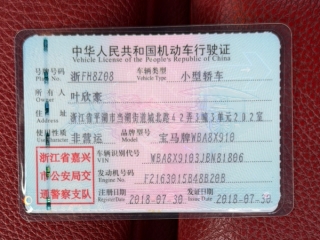 中华人民共和国机动车行驶证
Vehicle License of the People's Republic of China
号牌号码 浙FH8Z08 车辆类型 小型轿车
Plate No. Vehicle Type
所有人 叶欣豪
Owner
住址 浙江省平湖市当湖街道城北路42弄3幢3单元202室
Address
使用性质 非营运 品牌型号 宝马牌WBA8X910
Use Character Model
浙江省嘉兴
市公安局交
通警察支队
车辆识别代号 WBA8X9103JBN81806
VIN
发动机号码 F2163015B48B20B
Engine No.
注册日期 2018-07-30 发证日期 2018-07-30
Register Date Issue Date